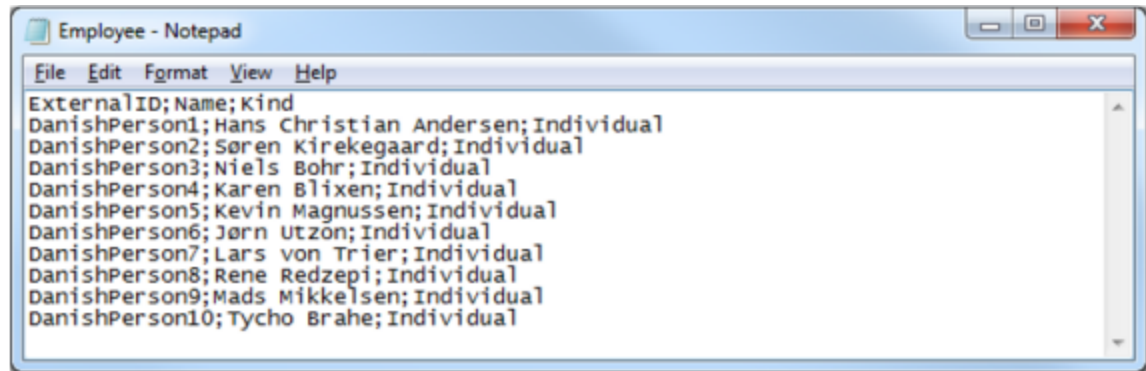 Employee - Notepad
File Edit Format View Help
ExternalID;Name;Kind
DanishPerson1;Hans Christian Andersen;Individual
DanishPerson2;Søren Kirekegaard;Individual
DanishPerson3;Niels Bohr;Individual
DanishPerson4;Karen Blixen;Individual
DanishPerson5;Kevin Magnussen;Individual
DanishPerson6;Jørn Utzon;Individual
DanishPerson7;Lars von Trier;Individual
DanishPerson8;Rene Redzepi;Individual
DanishPerson9;Mads Mikkelsen;Individual
DanishPerson10;Tycho Brahe;Individual